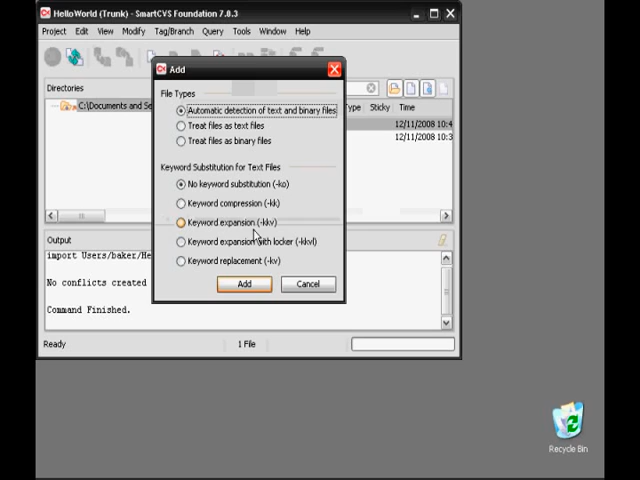 HelloWorld (Trunk) - SmartCVS Foundation 7.0.3
Project Edit View Modify Tag/Branch Query Tools Window Help
Add
Directories
File Types
C:\Documents and Se
Type Sticky Time
Automatic detection of text and binary files
12/11/2008 10:4
Treat files as text files
12/11/2008 10:3
Treat files as binary files
Keyword Substitution for Text Files
No keyword substitution (-ko)
Keyword compression (-kk)
Keyword expansion (-kkv)
Output
Keyword expansion with locker (-kkvl)
import Users/baker/He
Keyword replacement (-kv)
No conflicts created
Add Cancel
Command Finished.
Ready 1 File
Recycle Bin